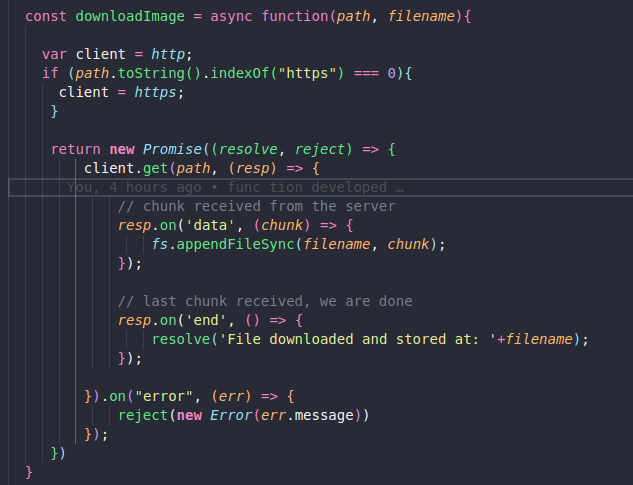 const downloadImage = async function(path, filename){
var client = http;
if (path.toString().indexOf("https") === 0){
client = https;
}
return new Promise((resolve, reject) => {
client.get(path, (resp) => {
You, 4 hours ago • func tion developed …
// chunk received from the server
resp.on('data', (chunk) => {
fs.appendFileSync(filename, chunk);
});
// last chunk received, we are done
resp.on('end', () => {
resolve('File downloaded and stored at: '+filename);
});
}).on("error", (err) => {
reject(new Error(err.message))
});
})
}